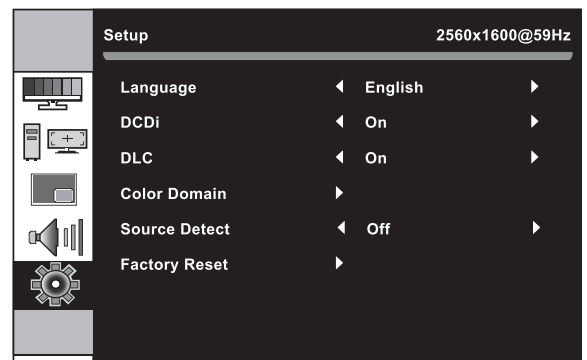 Setup 2560x1600@59Hz
Language English
DCDi On
DLC On
Color Domain
Source Detect Off
Factory Reset